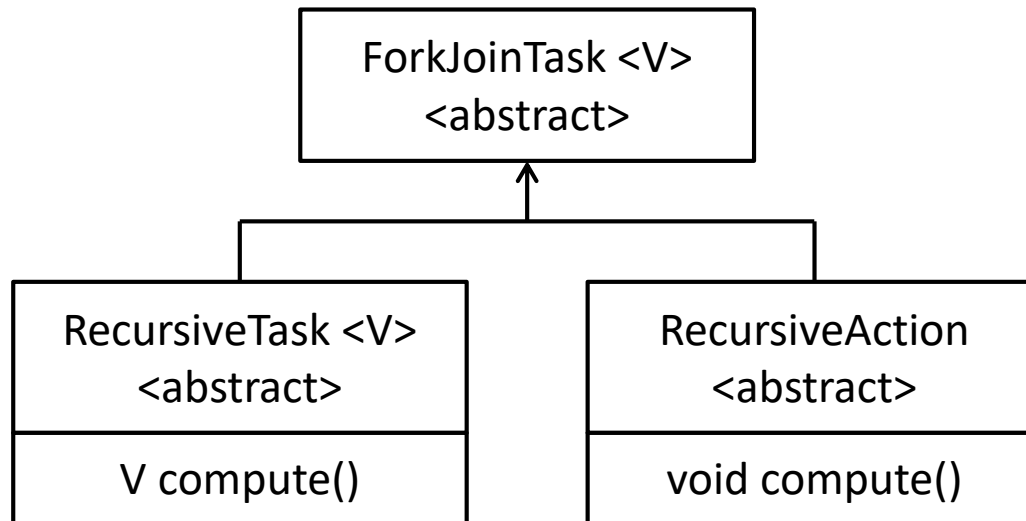 ForkJoinTask <V>
<abstract>
RecursiveTask <V>
<abstract>
V compute()
RecursiveAction
<abstract>
void compute()